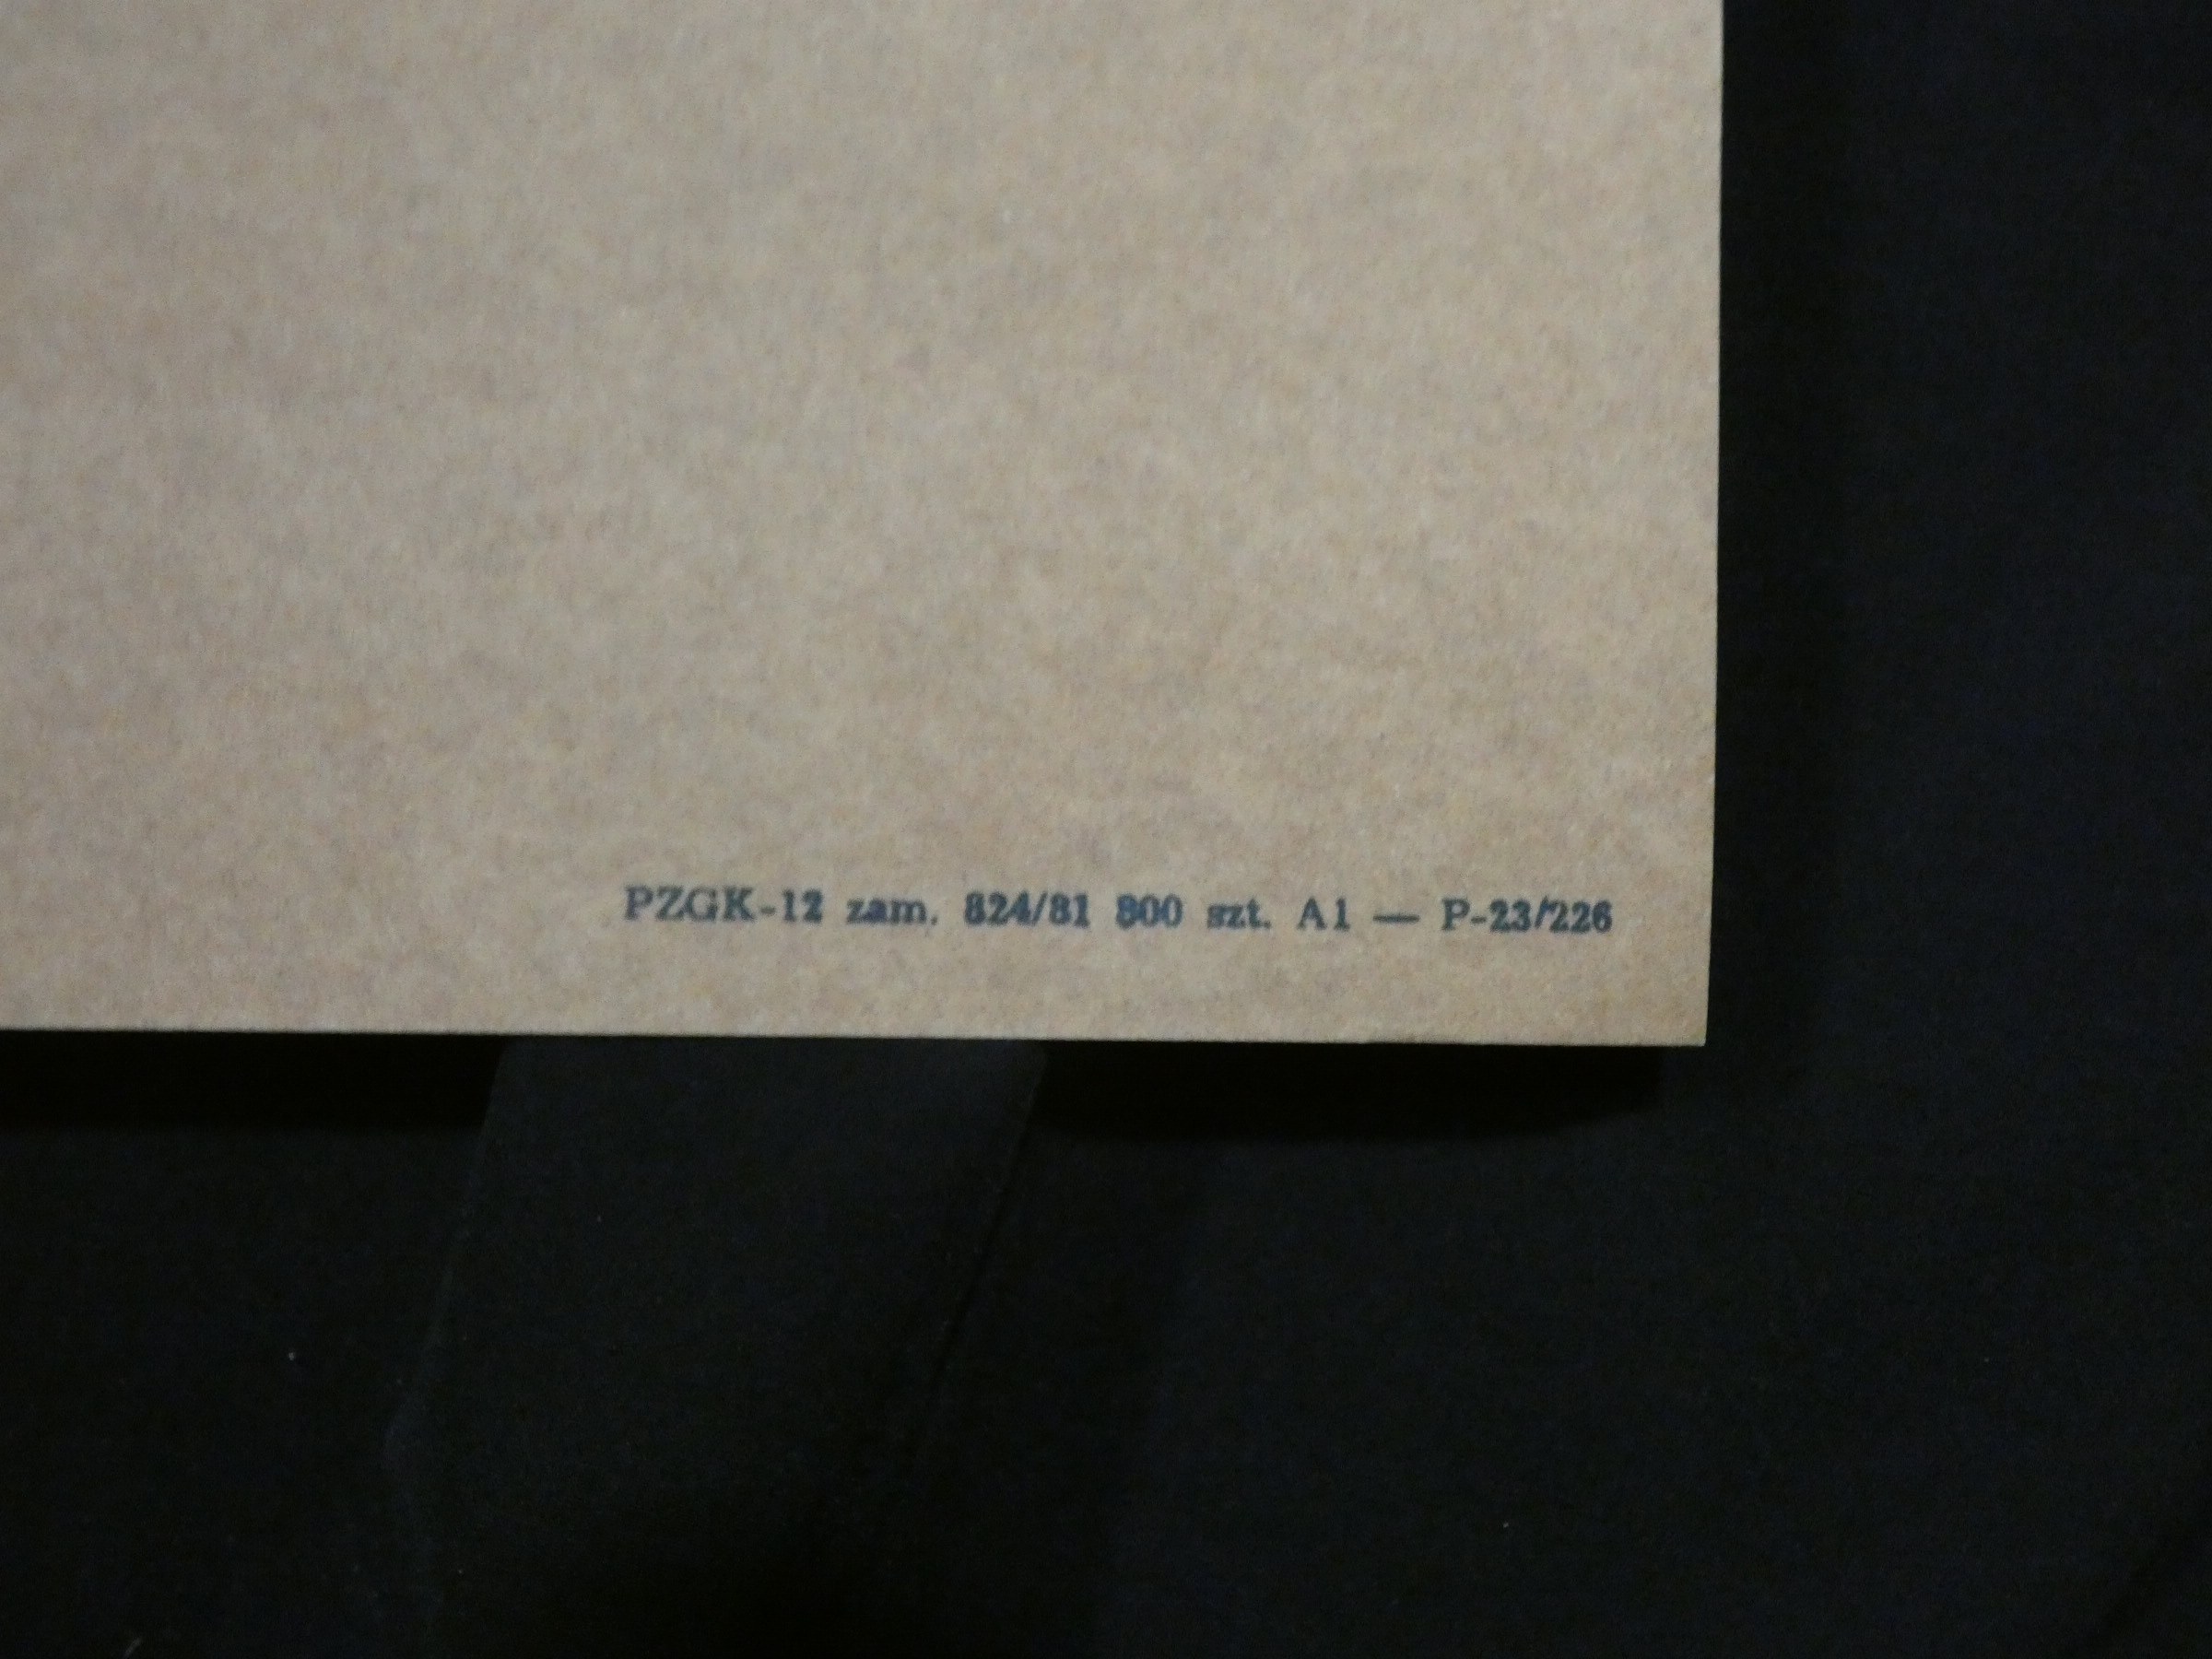 PZGK-12 zam. 824/81 800 szt. A1 — P-23/226